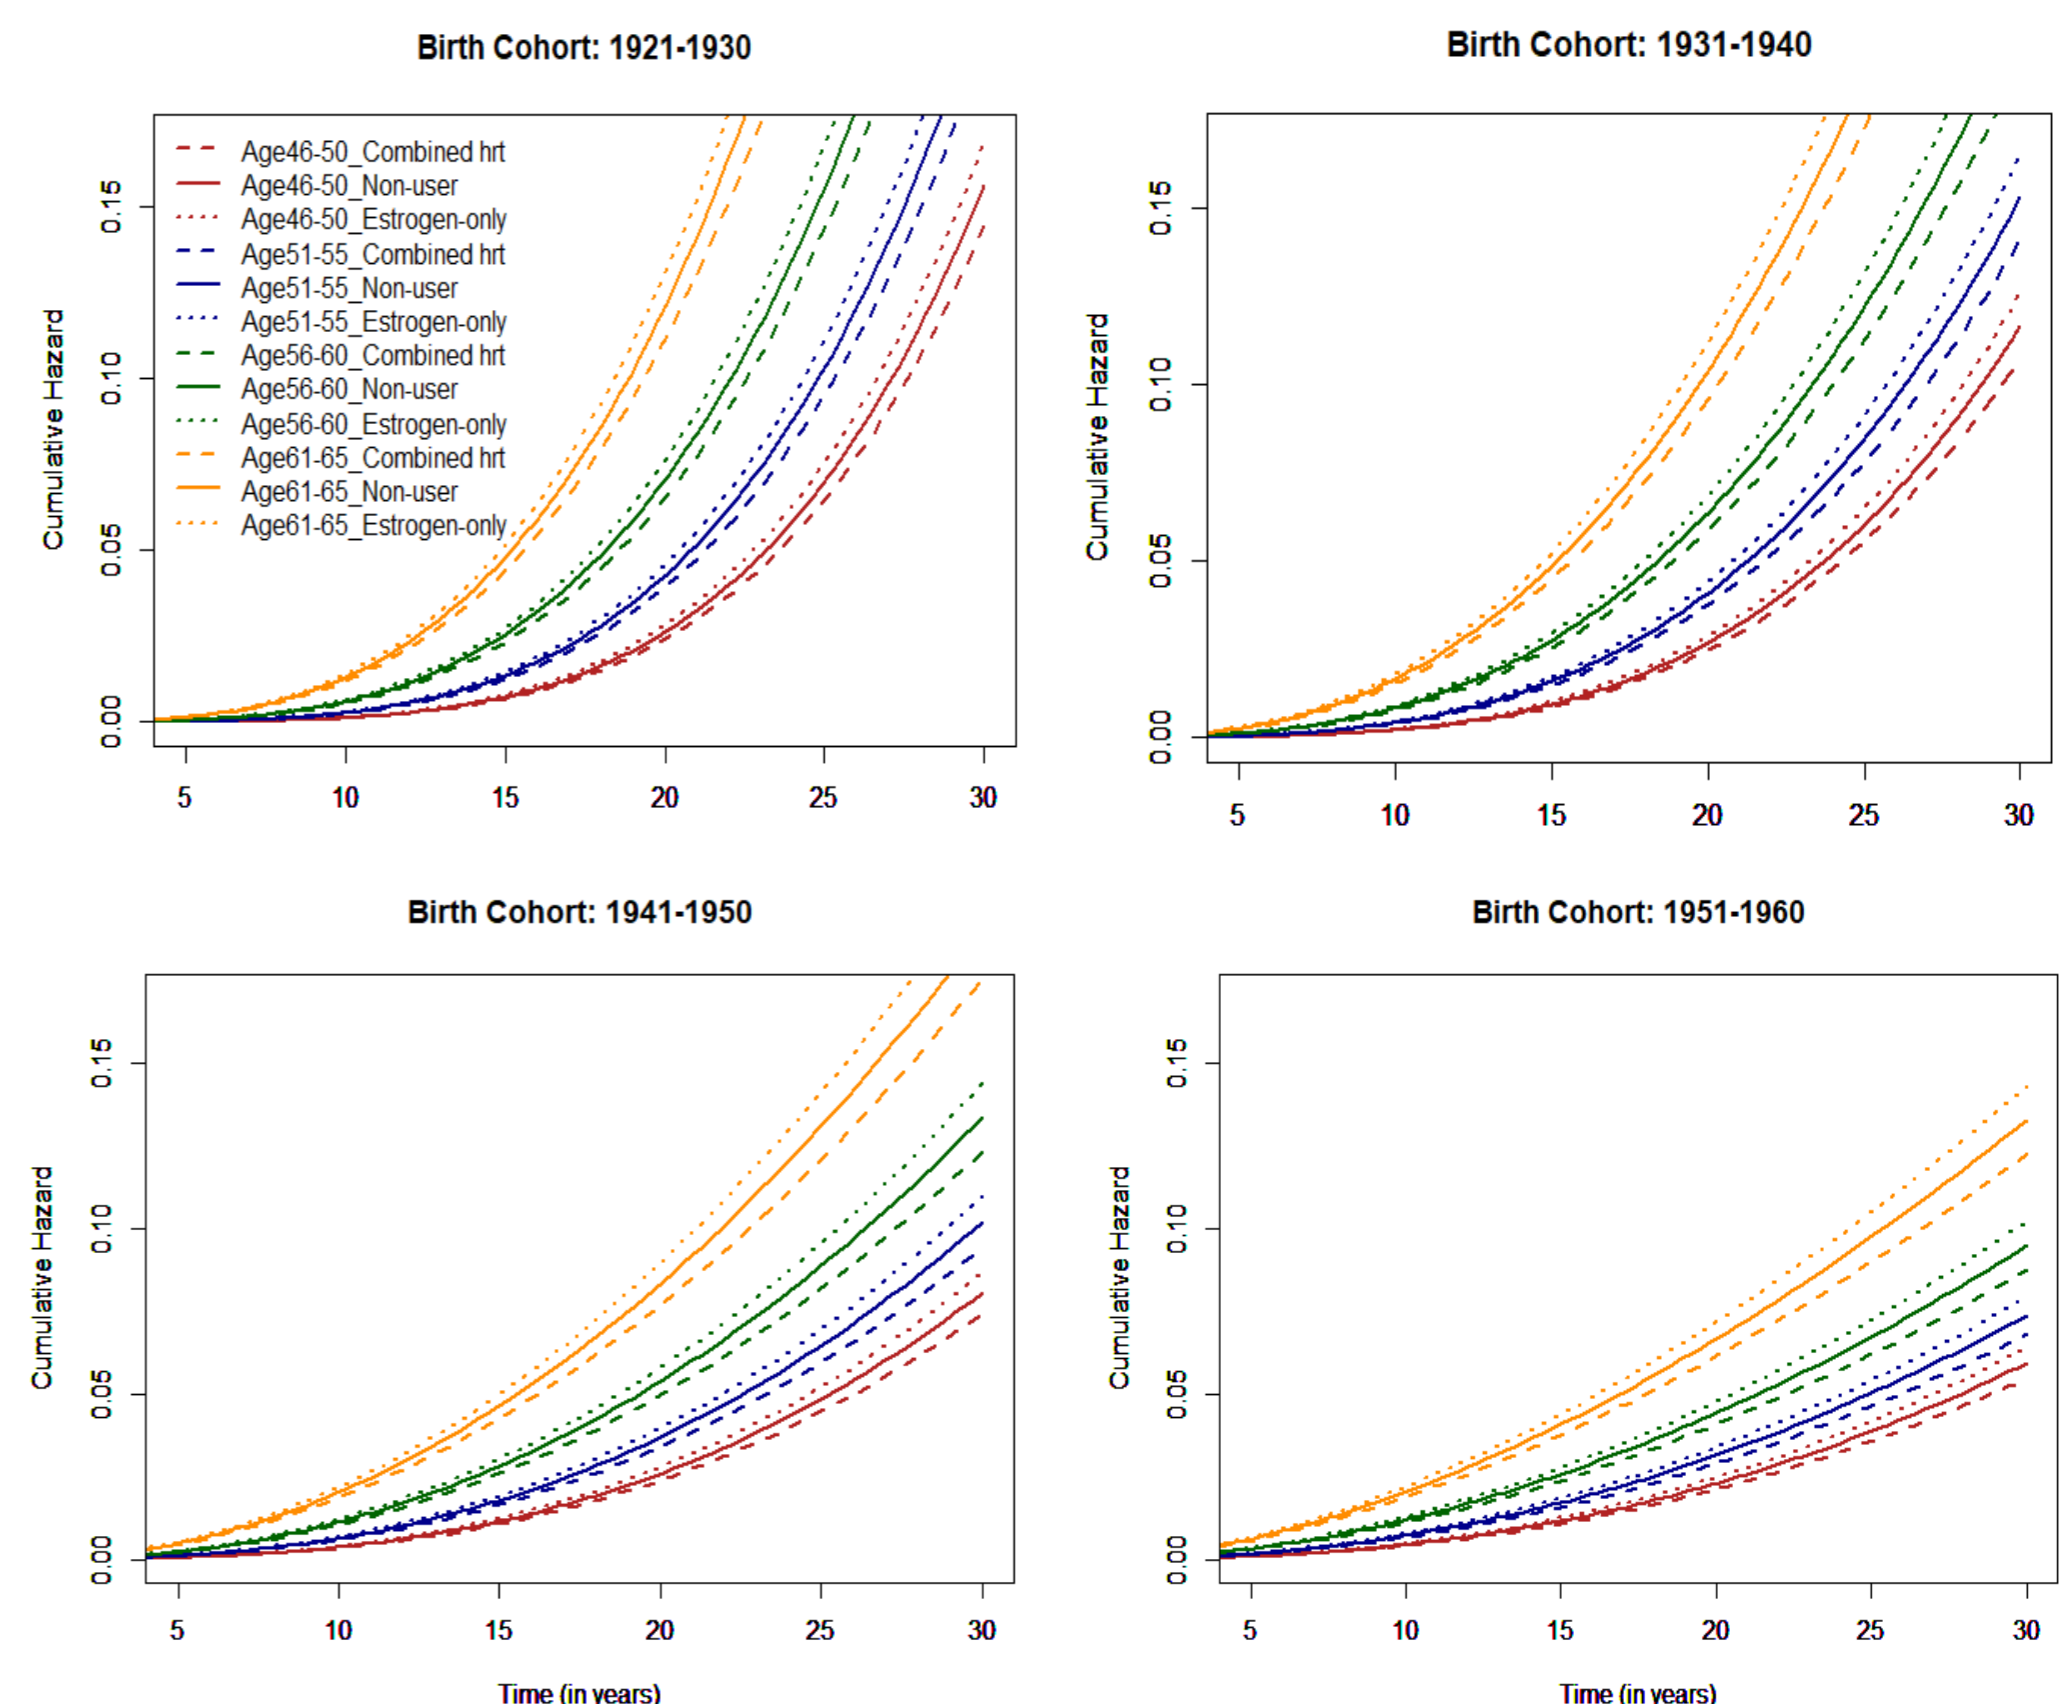 Birth Cohort: 1921-1930
Cumulative Hazard
0.15
0.10
0.05
0.00
Age46-50_Combined hrt
Age46-50_Non-user
Age46-50_Estrogen-only
Age51-55_Combined hrt
Age51-55_Non-user
Age51-55_Estrogen-only
Age56-60_Combined hrt
Age56-60_Non-user
Age56-60_Estrogen-only
Age61-65_Combined hrt
Age61-65_Non-user
Age61-65_Estrogen-only
5 10 15 20 25 30
Birth Cohort: 1931-1940
Cumulative Hazard
0.15
0.10
0.05
0.00
5 10 15 20 25 30
Birth Cohort: 1941-1950
Cumulative Hazard
0.15
0.10
0.05
0.00
5 10 15 20 25 30
Time (in years)
Birth Cohort: 1951-1960
Cumulative Hazard
0.15
0.10
0.05
0.00
5 10 15 20 25 30
Time (in years)